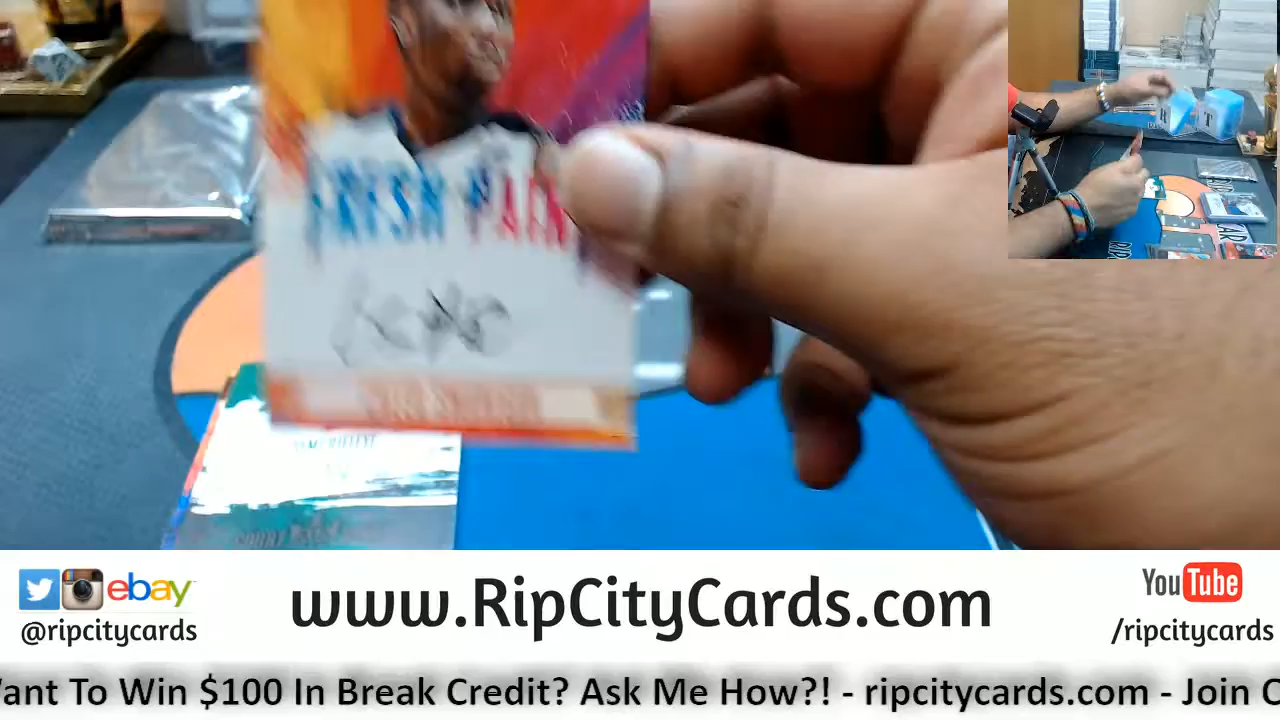 FRESH PAIN
ebay
@ripcitycards
www.RipCityCards.com
YouTube
/ripcitycards
ant To Win $100 In Break Credit? Ask Me How?! - ripcitycards.com - Join